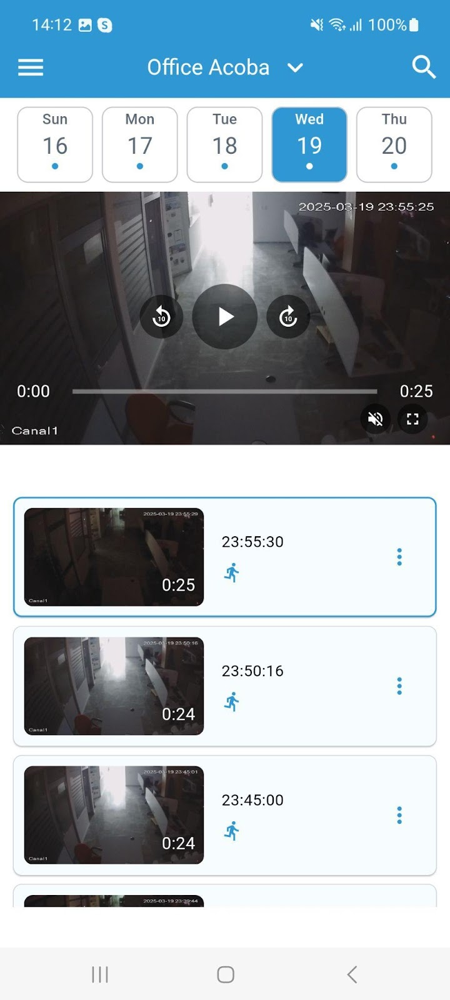 14:12 S 100%
Office Acoba
Sun Mon Tue Wed Thu
16 17 18 19 20
2025-03-19 23:55:25
10 10
0:00 0:25
Canal1
2025-03-19 23:55:29
23:55:30
0:25
Canal1
2025-03-19 23:50:16
23:50:16
0:24
Canal1
2025-03-19 23:45:01
23:45:00
0:24
Canal1
2025-03-19 23:39:44